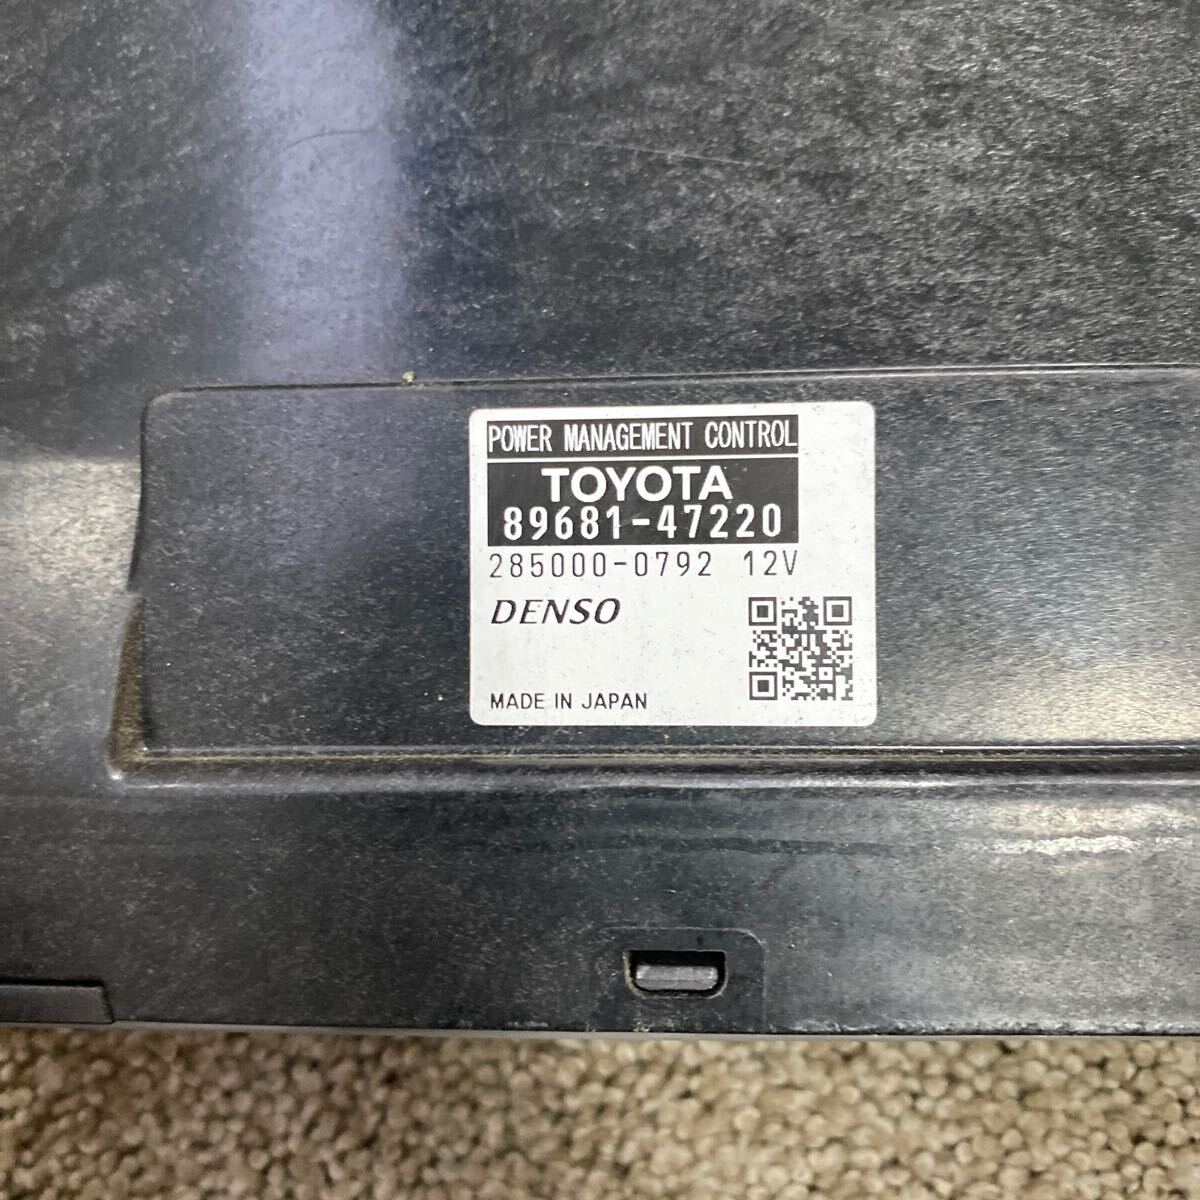 POWER MANAGEMENT CONTROL
TOYOTA
89681-47220
285000-0792 12V
DENSO
MADE IN JAPAN